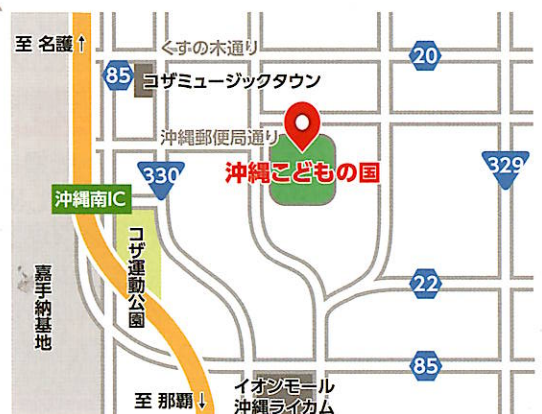 至 名護↑
くすの木通り
20
85
コザミュージックタウン
沖縄郵便局通り
330
沖縄こどもの国
329
沖縄南IC
コザ運動公園
嘉手納基地
22
85
至 那覇↓
イオンモール
沖縄ライカム